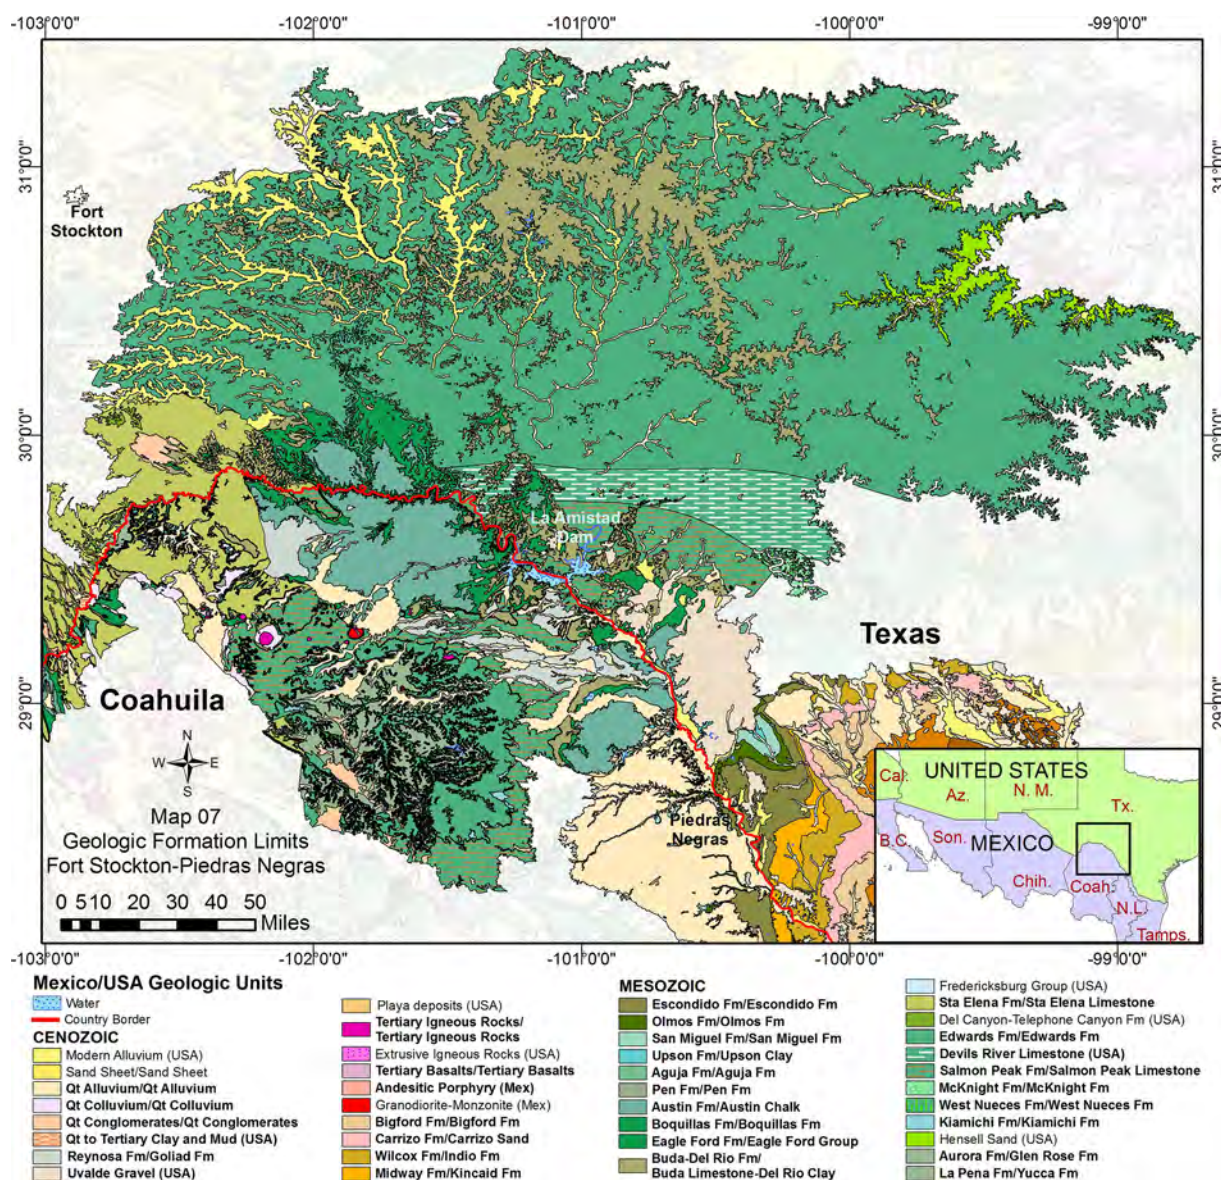 -103°0'0"
-102°0'0"
-101°0'0"
-100°0'0"
-99°0'0"
31°0'0"
31°0'0"
Fort
Stockton
30°0'0"
30°0'0"
La Amistad
Dam
Texas
Coahuila
29°0'0"
29°0'0"
N
W E
S
Map 07
Geologic Formation Limits
Fort Stockton-Piedras Negras
0 5 10 20 30 40 50
Miles
Piedras
Negras
UNITED STATES
Cal.
Az.
N. M.
Tx.
B.C.
Son.
MEXICO
Chih.
Coah.
N.L.
Tamps.
-103°0'0"
-102°0'0"
-101°0'0"
-100°0'0"
-99°0'0"
Mexico/USA Geologic Units
Water
Country Border
CENOZOIC
Modern Alluvium (USA)
Sand Sheet/Sand Sheet
Qt Alluvium/Qt Alluvium
Qt Colluvium/Qt Colluvium
Qt Conglomerates/Qt Conglomerates
Qt to Tertiary Clay and Mud (USA)
Reynosa Fm/Goliad Fm
Uvalde Gravel (USA)
Playa deposits (USA)
Tertiary Igneous Rocks/
Tertiary Igneous Rocks
Extrusive Igneous Rocks (USA)
Tertiary Basalts/Tertiary Basalts
Andesitic Porphyry (Mex)
Granodiorite-Monzonite (Mex)
Bigford Fm/Bigford Fm
Carrizo Fm/Carrizo Sand
Wilcox Fm/Indio Fm
Midway Fm/Kincaid Fm
MESOZOIC
Escondido Fm/Escondido Fm
Olmos Fm/Olmos Fm
San Miguel Fm/San Miguel Fm
Upson Fm/Upson Clay
Aguja Fm/Aguja Fm
Pen Fm/Pen Fm
Austin Fm/Austin Chalk
Boquillas Fm/Boquillas Fm
Eagle Ford Fm/Eagle Ford Group
Buda-Del Rio Fm/
Buda Limestone-Del Rio Clay
Fredericksburg Group (USA)
Sta Elena Fm/Sta Elena Limestone
Del Canyon-Telephone Canyon Fm (USA)
Edwards Fm/Edwards Fm
Devils River Limestone (USA)
Salmon Peak Fm/Salmon Peak Limestone
McKnight Fm/McKnight Fm
West Nueces Fm/West Nueces Fm
Kiamichi Fm/Kiamichi Fm
Hensell Sand (USA)
Aurora Fm/Glen Rose Fm
La Pena Fm/Yucca Fm